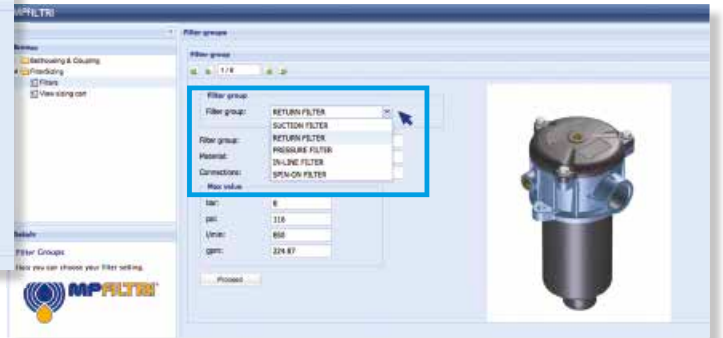 MPFILTRI
Filter groups
Browse
Bellhousing & Coupling
FilterSizing
Filters
View sizing cart
Filter group
1 / 8
Filter group
Filter group: RETURN FILTER
SUCTION FILTER
RETURN FILTER
PRESSURE FILTER
IN-LINE FILTER
SPIN-ON FILTER
Filter group:
Material:
Connections:
Max value
bar: 8
psi: 116
l/min: 850
gpm: 224.87
Proceed
Filter Groups
Here you can choose your filter setting.
MPFILTRI